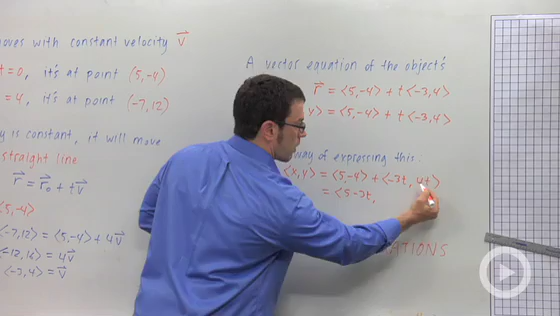 moves with constant velocity v⃗
t = 0, it's at point (5,-4)
= 4, it's at point (-7,12)
y is constant, it will move
straight line
r⃗ = r⃗₀ + tv⃗
⟨5,-4⟩
⟨-7,12⟩ = ⟨5,-4⟩ + 4v⃗
⟨-12,16⟩ = 4v⃗
⟨-3,4⟩ = v⃗
A vector equation of the object's
r⃗ = ⟨5,-4⟩ + t⟨-3,4⟩
y⟩ = ⟨5,-4⟩ + t⟨-3,4⟩
way of expressing this:
⟨x,y⟩ = ⟨5,-4⟩ + ⟨-3t, 4t⟩
= ⟨5-3t,
ATIONS